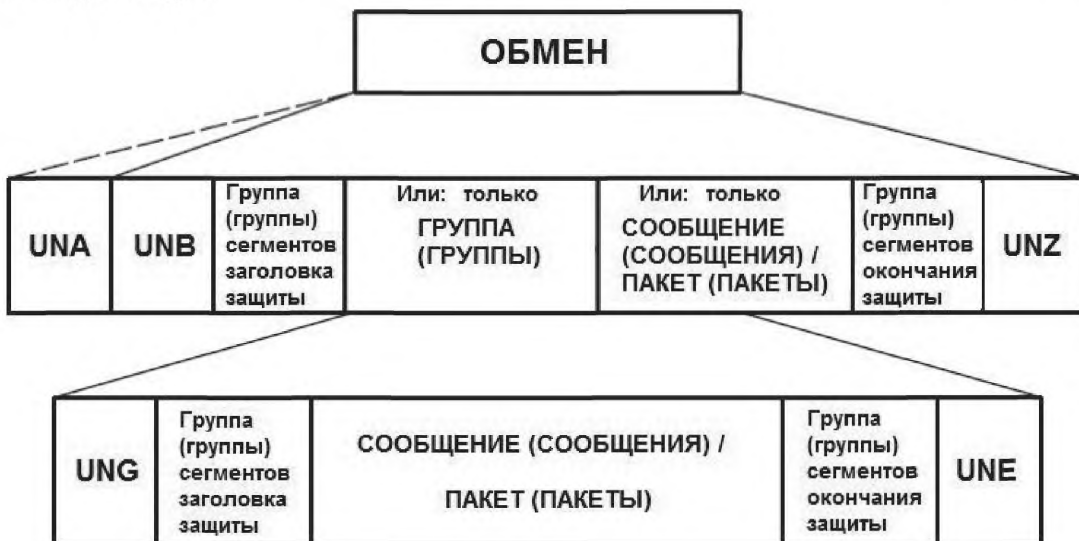 ОБМЕН
UNA
UNB
Группа
(группы)
сегментов
заголовка
защиты
Или: только
ГРУППА
(ГРУППЫ)
Или: только
СООБЩЕНИЕ
(СООБЩЕНИЯ) /
ПАКЕТ (ПАКЕТЫ)
Группа
(группы)
сегментов
окончания
защиты
UNZ
UNG
Группа
(группы)
сегментов
заголовка
защиты
СООБЩЕНИЕ (СООБЩЕНИЯ) /
ПАКЕТ (ПАКЕТЫ)
Группа
(группы)
сегментов
окончания
защиты
UNE